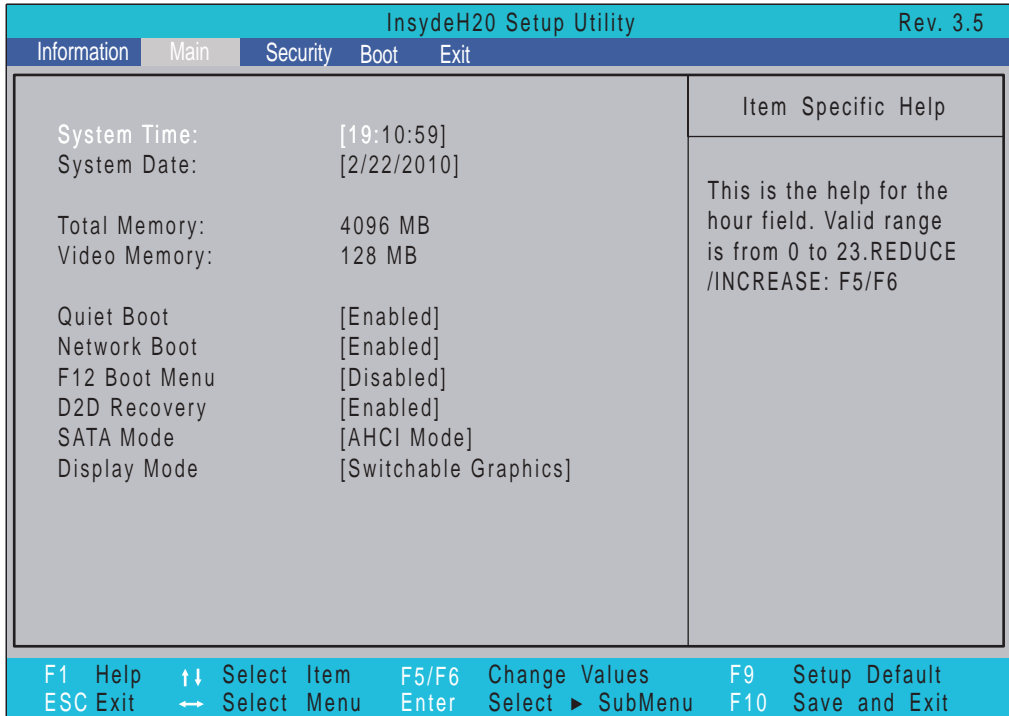 InsydeH20 Setup Utility Rev. 3.5
Information Main Security Boot Exit
System Time: [19:10:59]
System Date: [2/22/2010]
Total Memory: 4096 MB
Video Memory: 128 MB
Quiet Boot [Enabled]
Network Boot [Enabled]
F12 Boot Menu [Disabled]
D2D Recovery [Enabled]
SATA Mode [AHCI Mode]
Display Mode [Switchable Graphics]
Item Specific Help
This is the help for the
hour field. Valid range
is from 0 to 23.REDUCE
/INCREASE: F5/F6
F1 Help ↑↓ Select Item F5/F6 Change Values F9 Setup Default
ESC Exit ↔ Select Menu Enter Select ► SubMenu F10 Save and Exit